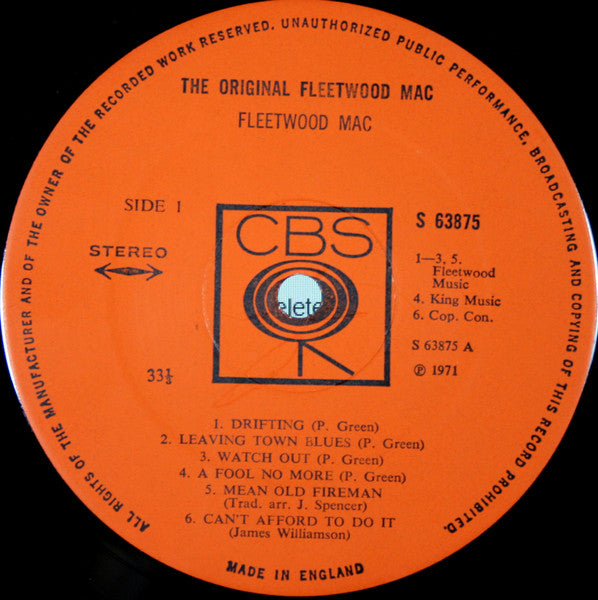 ALL RIGHTS OF THE MANUFACTURER AND OF THE OWNER OF THE RECORDED WORK RESERVED. UNAUTHORIZED PUBLIC PERFORMANCE, BROADCASTING AND COPYING OF THIS RECORD PROHIBITED.
THE ORIGINAL FLEETWOOD MAC
FLEETWOOD MAC
SIDE 1
STEREO
33⅓
CBS
elete
S 63875
1—3, 5.
Fleetwood
Music
4. King Music
6. Cop. Con.
S 63875 A
℗ 1971
1. DRIFTING (P. Green)
2. LEAVING TOWN BLUES (P. Green)
3. WATCH OUT (P. Green)
4. A FOOL NO MORE (P. Green)
5. MEAN OLD FIREMAN
(Trad. arr. J. Spencer)
6. CAN'T AFFORD TO DO IT
(James Williamson)
MADE IN ENGLAND